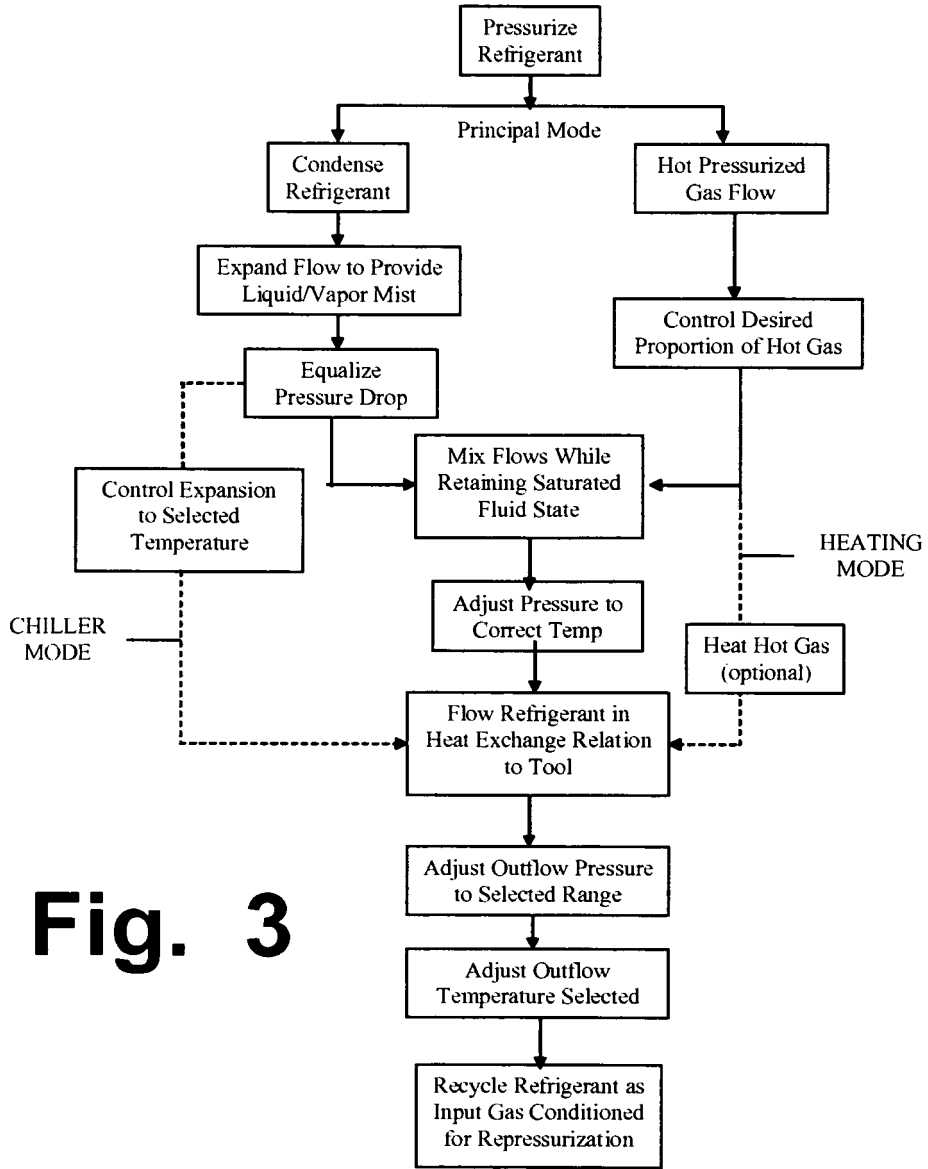 Pressurize
Refrigerant
Principal Mode
Condense
Refrigerant
Hot Pressurized
Gas Flow
Expand Flow to Provide
Liquid/Vapor Mist
Control Desired
Proportion of Hot Gas
Equalize
Pressure Drop
Mix Flows While
Retaining Saturated
Fluid State
Control Expansion
to Selected
Temperature
HEATING
MODE
Adjust Pressure to
Correct Temp
CHILLER
MODE
Heat Hot Gas
(optional)
Flow Refrigerant in
Heat Exchange Relation
to Tool
Adjust Outflow Pressure
to Selected Range
Fig. 3
Adjust Outflow
Temperature Selected
Recycle Refrigerant as
Input Gas Conditioned
for Repressurization